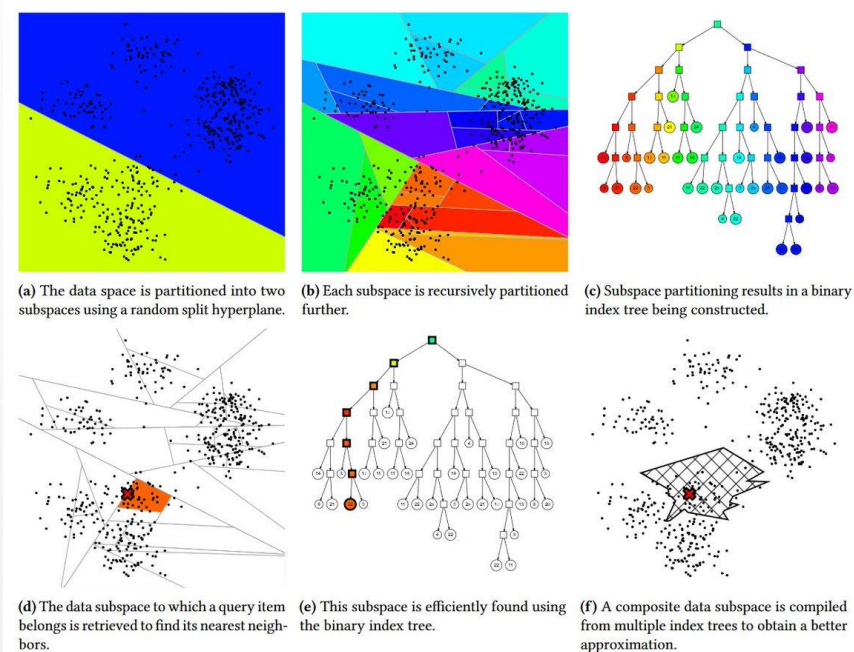 (a) The data space is partitioned into two
subspaces using a random split hyperplane.
(b) Each subspace is recursively partitioned
further.
(c) Subspace partitioning results in a binary
index tree being constructed.
(d) The data subspace to which a query item
belongs is retrieved to find its nearest neigh-
bors.
(e) This subspace is efficiently found using
the binary index tree.
(f) A composite data subspace is compiled
from multiple index trees to obtain a better
approximation.